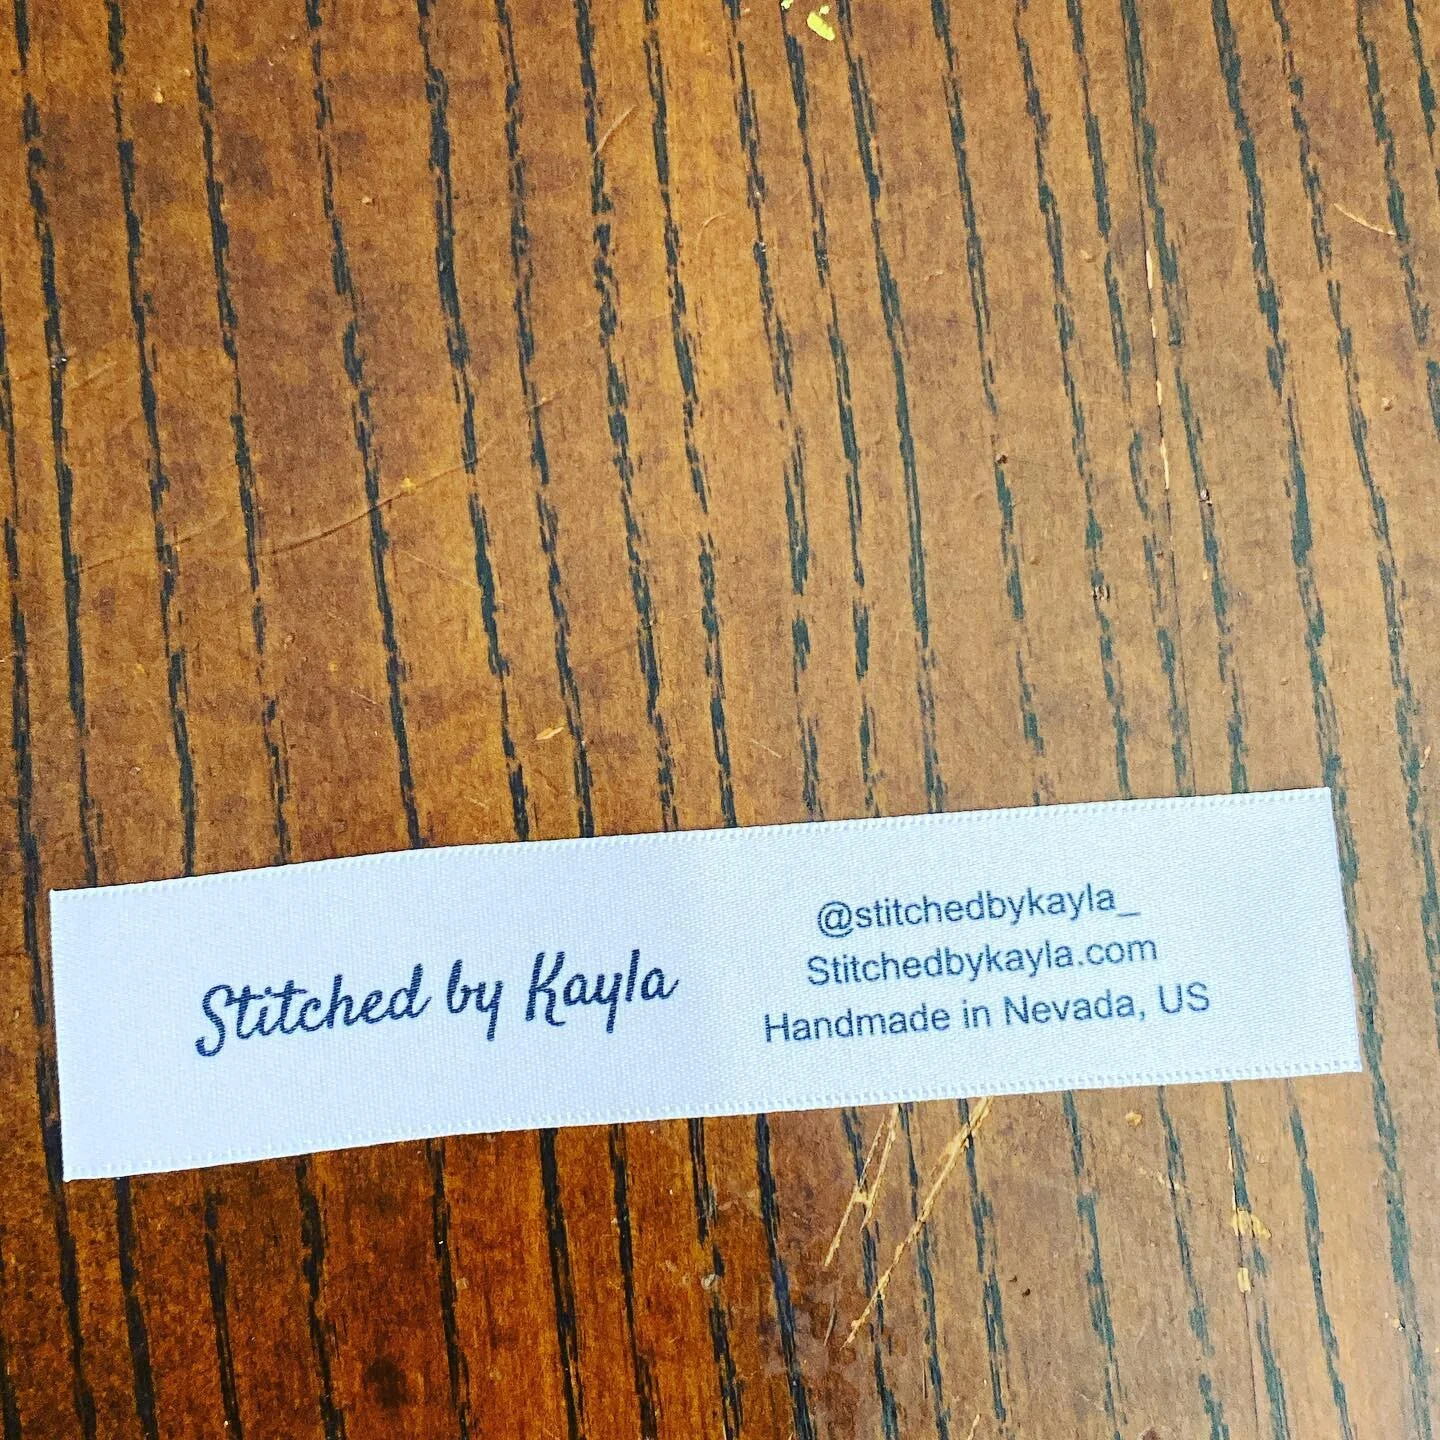 Stitched by Kayla
@stitchedbykayla_
Stitchedbykayla.com
Handmade in Nevada, US